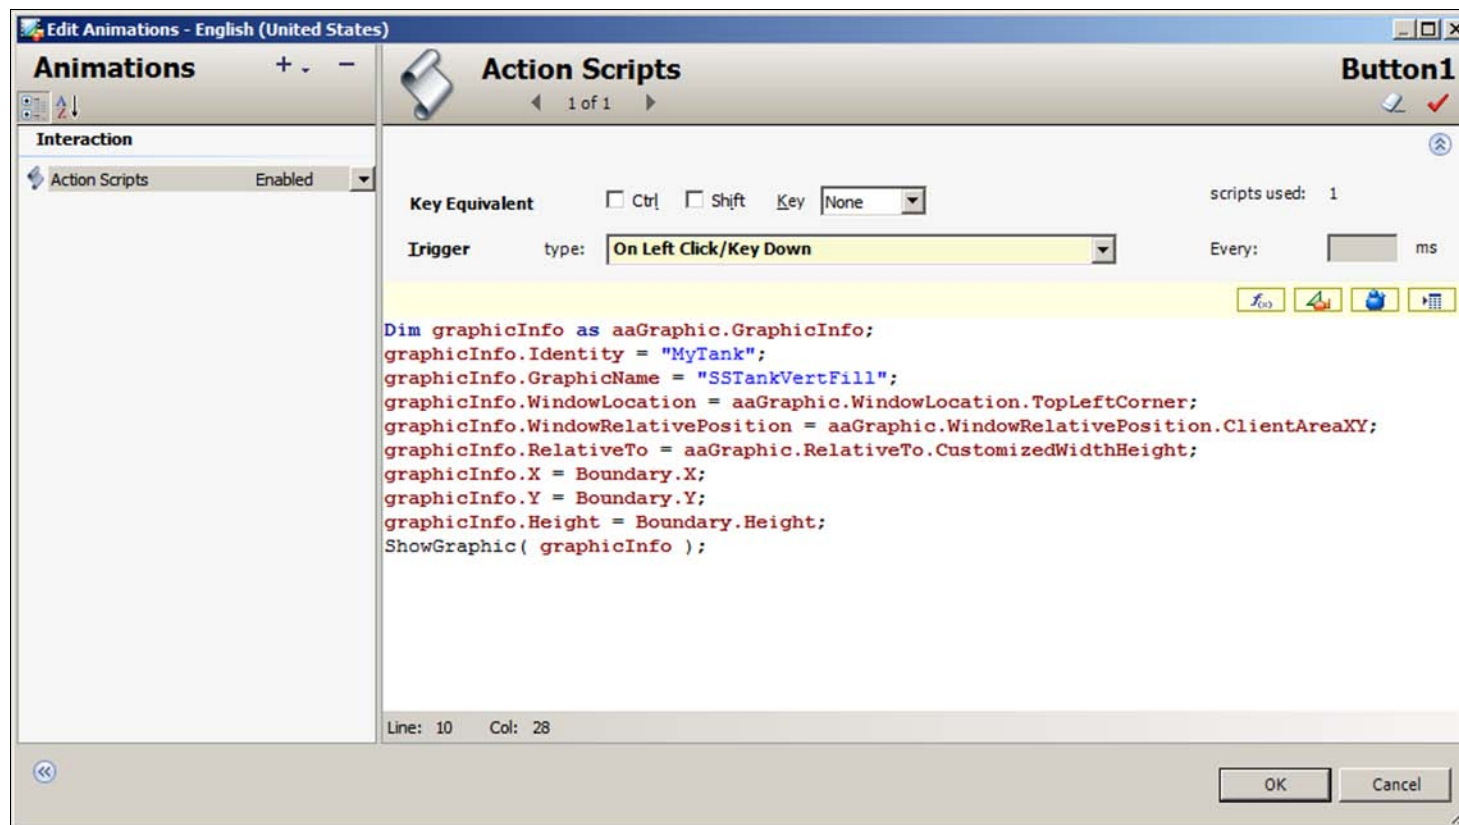 Edit Animations - English (United States)
Animations
Action Scripts
Button1
1 of 1
Interaction
Action Scripts Enabled
Key Equivalent Ctrl Shift Key None scripts used: 1
Trigger type: On Left Click/Key Down Every: ms
Dim graphicInfo as aaGraphic.GraphicInfo;
graphicInfo.Identity = "MyTank";
graphicInfo.GraphicName = "SSTankVertFill";
graphicInfo.WindowLocation = aaGraphic.WindowLocation.TopLeftCorner;
graphicInfo.WindowRelativePosition = aaGraphic.WindowRelativePosition.ClientAreaXY;
graphicInfo.RelativeTo = aaGraphic.RelativeTo.CustomizedWidthHeight;
graphicInfo.X = Boundary.X;
graphicInfo.Y = Boundary.Y;
graphicInfo.Height = Boundary.Height;
ShowGraphic( graphicInfo );
Line: 10 Col: 28
OK Cancel